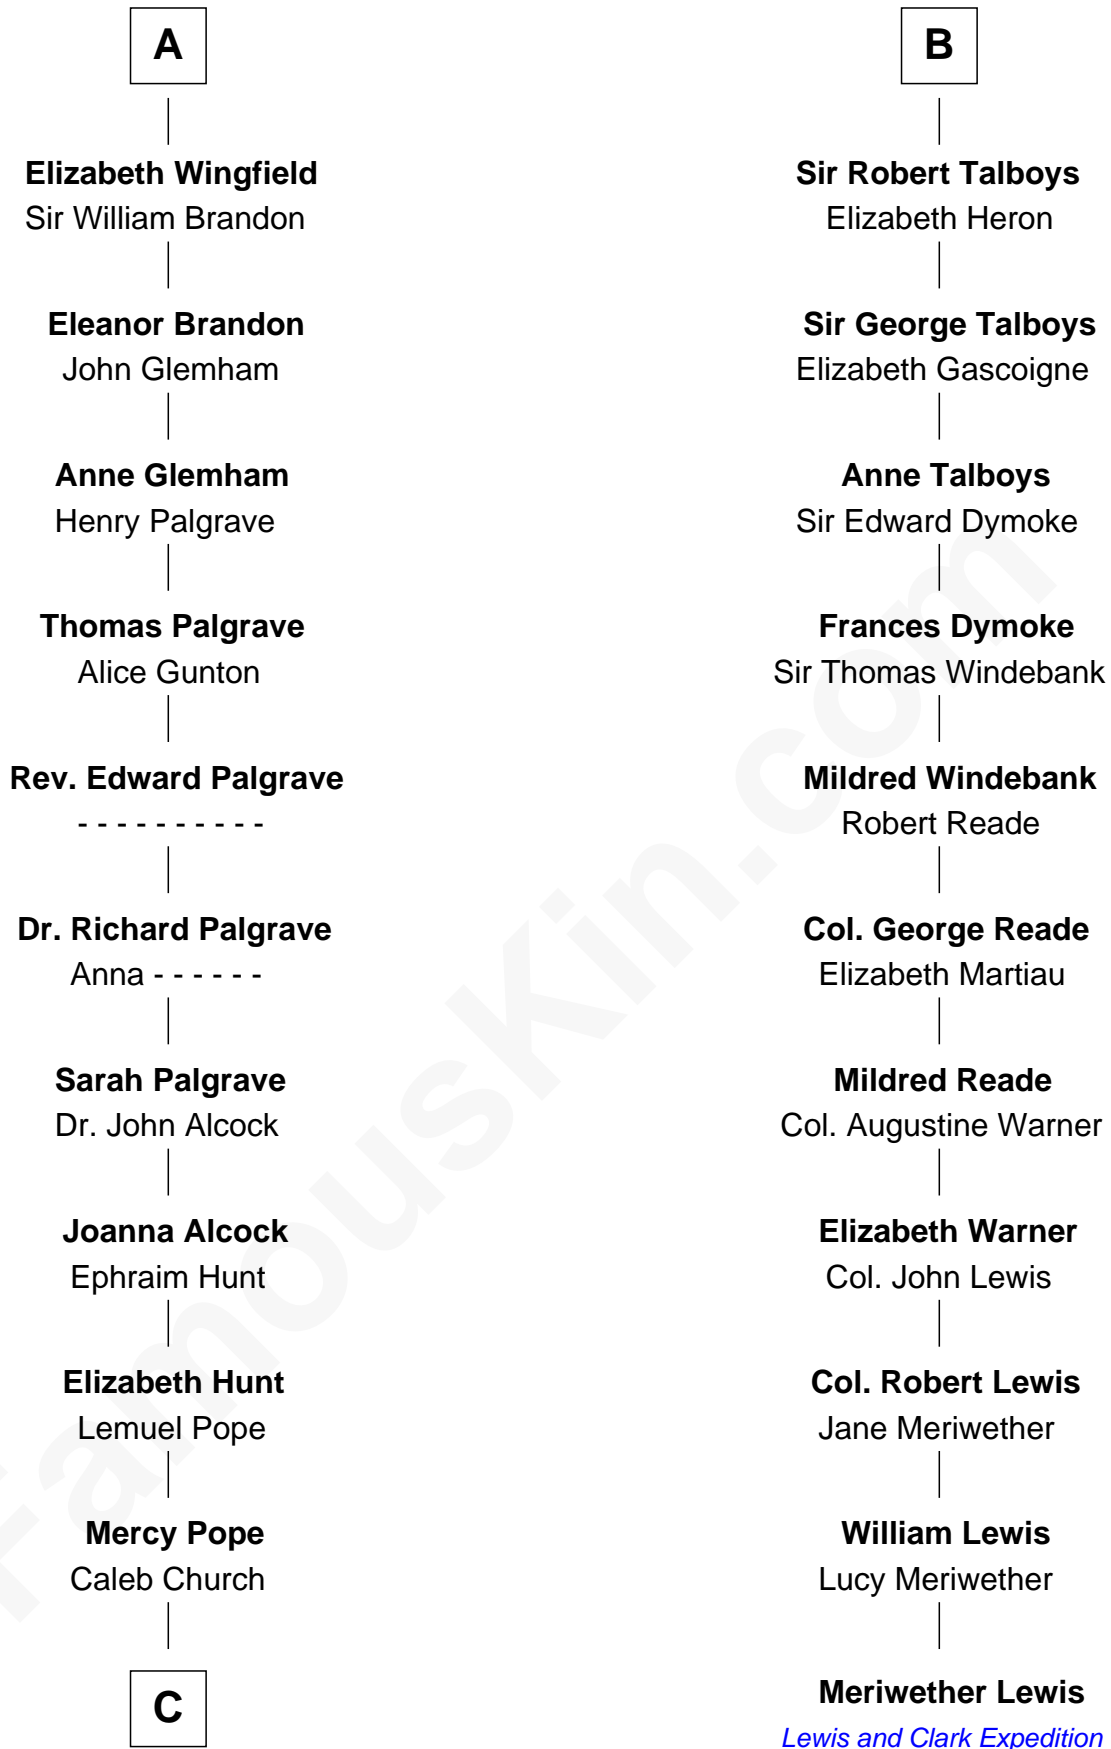 A
Elizabeth Wingfield
Sir William Brandon
Eleanor Brandon
John Glemham
Anne Glemham
Henry Palgrave
Thomas Palgrave
Alice Gunton
Rev. Edward Palgrave
- - - - - - - - - -
Dr. Richard Palgrave
Anna - - - - - -
Sarah Palgrave
Dr. John Alcock
Joanna Alcock
Ephraim Hunt
Elizabeth Hunt
Lemuel Pope
Mercy Pope
Caleb Church
C
B
Sir Robert Talboys
Elizabeth Heron
Sir George Talboys
Elizabeth Gascoigne
Anne Talboys
Sir Edward Dymoke
Frances Dymoke
Sir Thomas Windebank
Mildred Windebank
Robert Reade
Col. George Reade
Elizabeth Martiau
Mildred Reade
Col. Augustine Warner
Elizabeth Warner
Col. John Lewis
Col. Robert Lewis
Jane Meriwether
William Lewis
Lucy Meriwether
Meriwether Lewis
Lewis and Clark Expedition
FamousKin.com